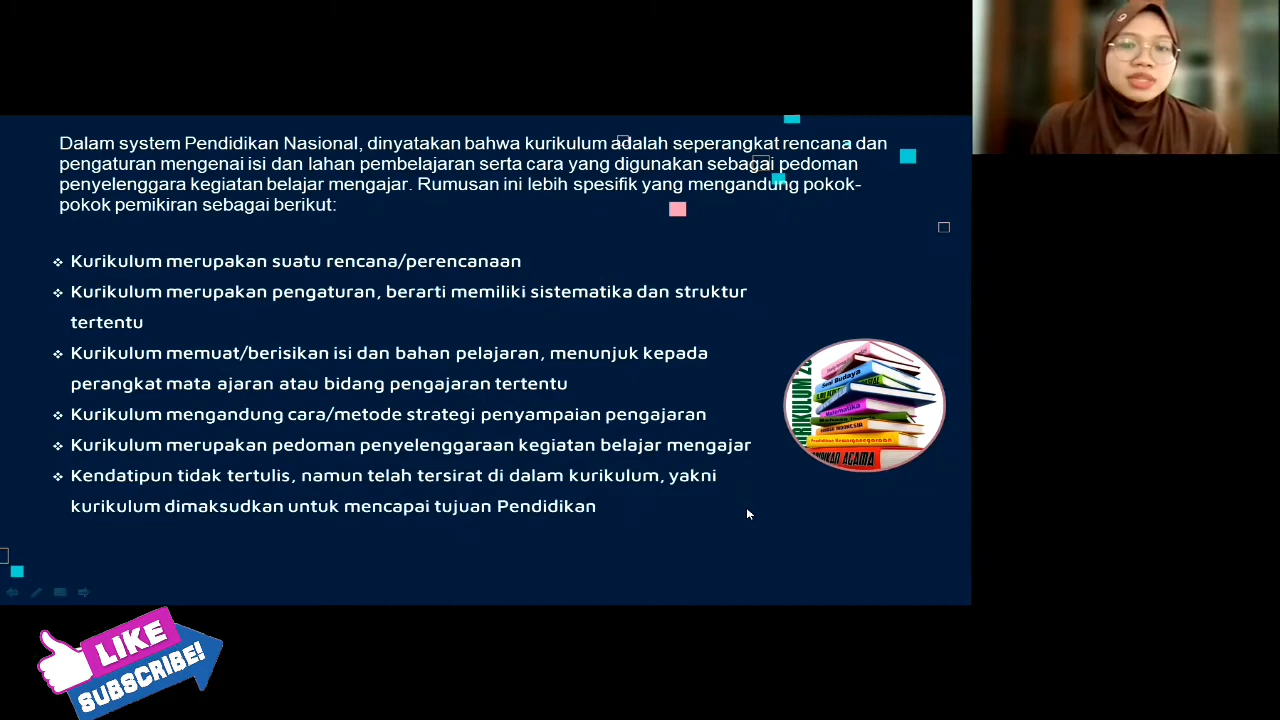 Dalam system Pendidikan Nasional, dinyatakan bahwa kurikulum adalah seperangkat rencana dan
pengaturan mengenai isi dan lahan pembelajaran serta cara yang digunakan sebagai pedoman
penyelenggara kegiatan belajar mengajar. Rumusan ini lebih spesifik yang mengandung pokok-
pokok pemikiran sebagai berikut:
❖ Kurikulum merupakan suatu rencana/perencanaan
❖ Kurikulum merupakan pengaturan, berarti memiliki sistematika dan struktur
tertentu
❖ Kurikulum memuat/berisikan isi dan bahan pelajaran, menunjuk kepada
perangkat mata ajaran atau bidang pengajaran tertentu
❖ Kurikulum mengandung cara/metode strategi penyampaian pengajaran
❖ Kurikulum merupakan pedoman penyelenggaraan kegiatan belajar mengajar
❖ Kendatipun tidak tertulis, namun telah tersirat di dalam kurikulum, yakni
kurikulum dimaksudkan untuk mencapai tujuan Pendidikan
Seni Budaya
Matematika
Pendidikan Kewarganegaraan
AGAMA
LIKE
SUBSCRIBE!